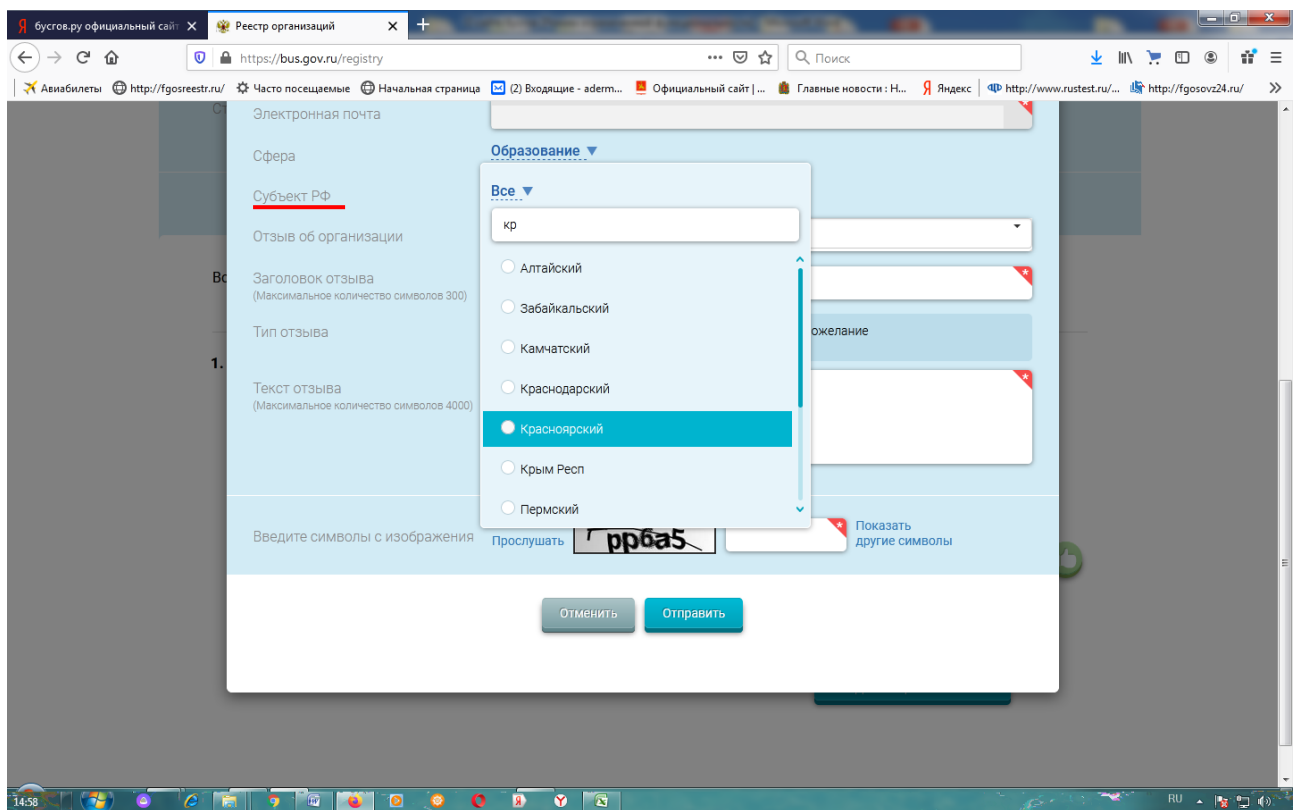 Я бустов.ру официальный сайт
Реестр организаций
https://bus.gov.ru/registry
Поиск
Авиабилеты http://fgosreestr.ru/ Часто посещаемые Начальная страница (2) Входящие - aderm... Официальный сайт | ... Главные новости : Н... Яндекс http://www.rustest.ru/... http://fgosovz24.ru/
Электронная почта
Сфера Образование
Субъект РФ Все
кр
Отзыв об организации
Алтайский
Заголовок отзыва
(Максимальное количество символов 300)
Забайкальский
Тип отзыва
ожелание
Камчатский
1.
Текст отзыва
(Максимальное количество символов 4000)
Краснодарский
Красноярский
Крым Респ
Пермский
Введите символы с изображения Прослушать pp6a5 Показать
другие символы
Отменить Отправить
14:58 RU